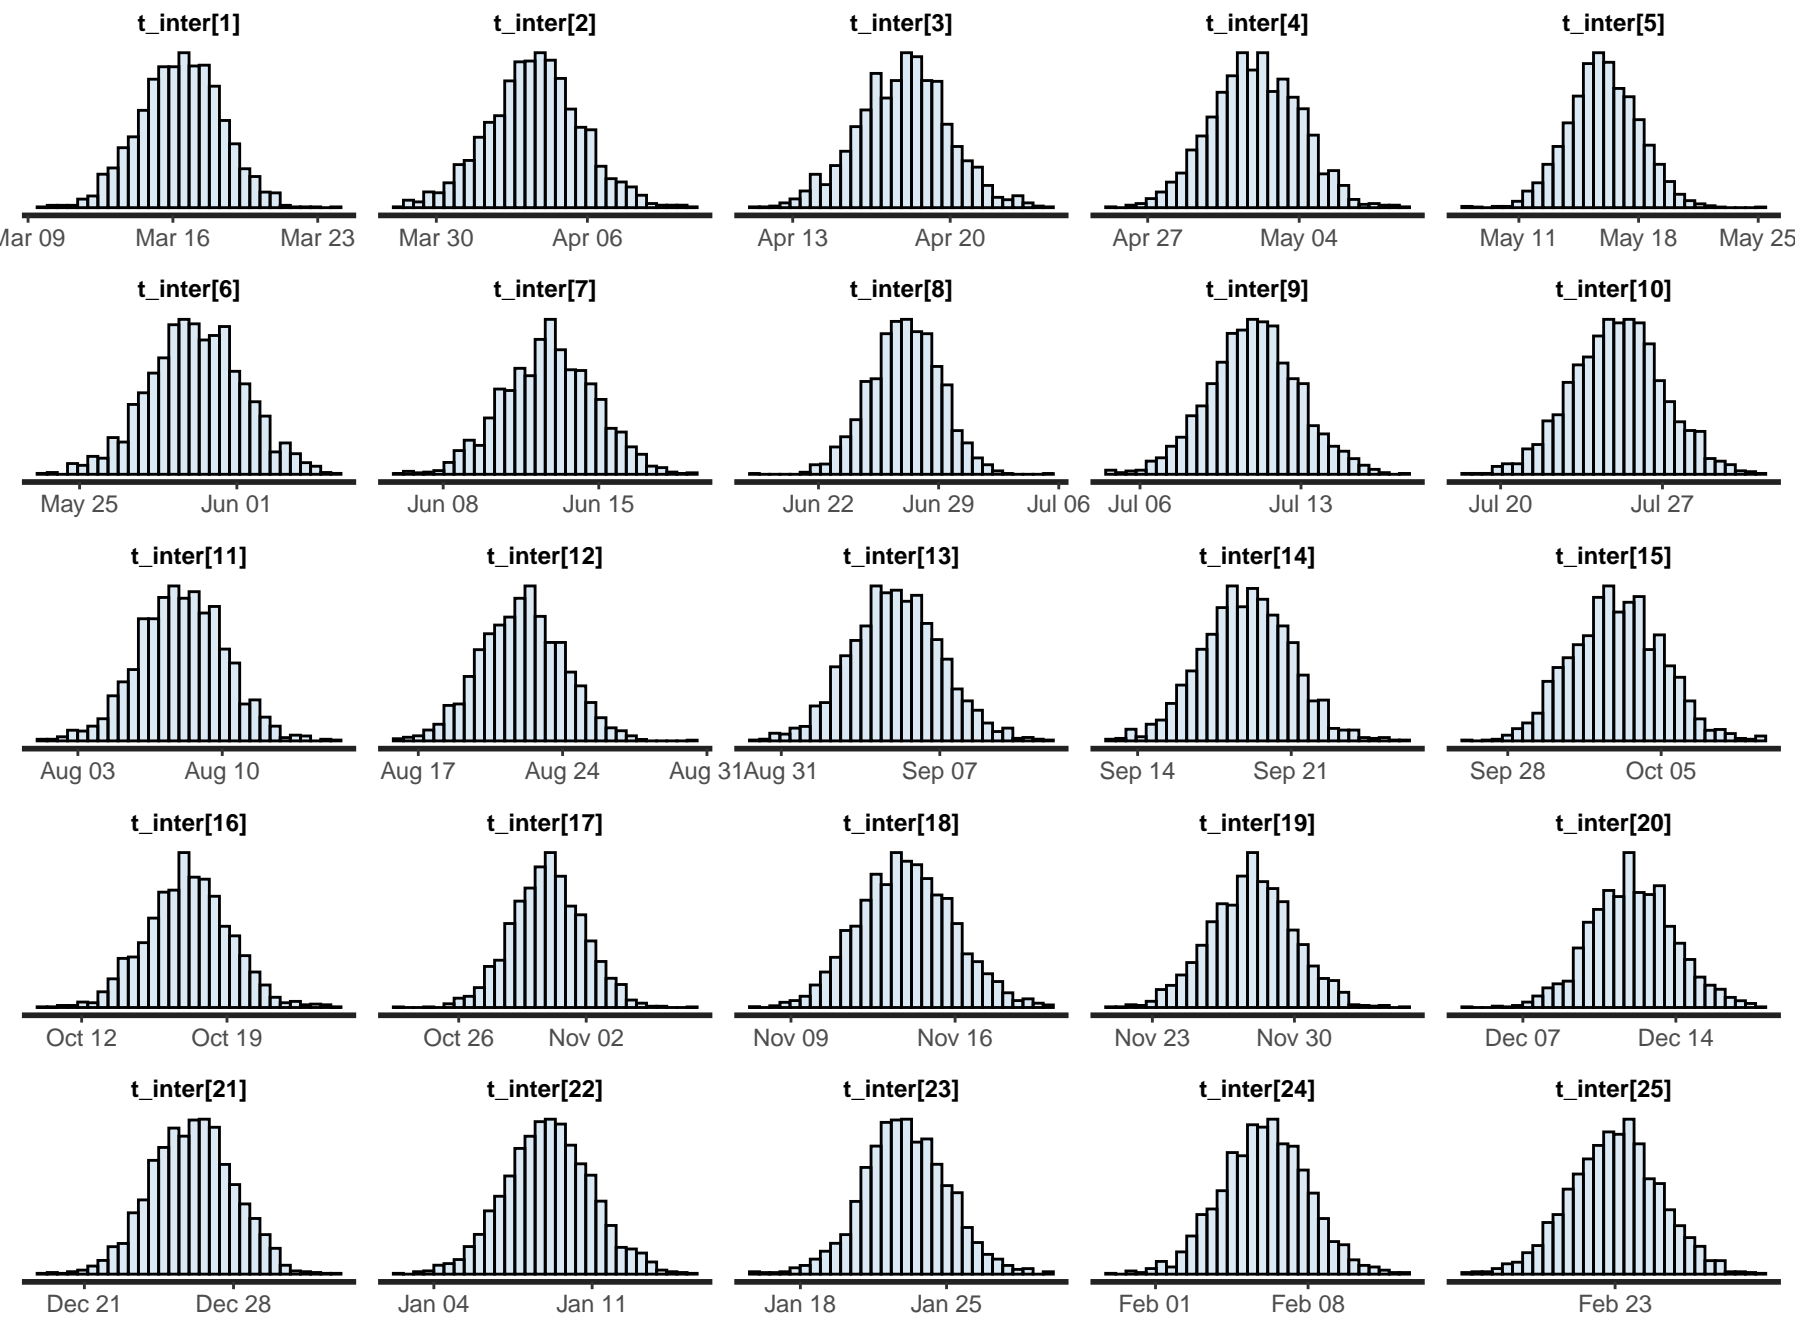 t_inter[1] t_inter[2] t_inter[3] t_inter[4] t_inter[5]
Mar 09 Mar 16 Mar 23 Mar 30 Apr 06 Apr 13 Apr 20 Apr 27 May 04 May 11 May 18 May 25
t_inter[6] t_inter[7] t_inter[8] t_inter[9] t_inter[10]
May 25 Jun 01 Jun 08 Jun 15 Jun 22 Jun 29 Jul 06 Jul 06 Jul 13 Jul 20 Jul 27
t_inter[11] t_inter[12] t_inter[13] t_inter[14] t_inter[15]
Aug 03 Aug 10 Aug 17 Aug 24 Aug 31 Aug 31 Sep 07 Sep 14 Sep 21 Sep 28 Oct 05
t_inter[16] t_inter[17] t_inter[18] t_inter[19] t_inter[20]
Oct 12 Oct 19 Oct 26 Nov 02 Nov 09 Nov 16 Nov 23 Nov 30 Dec 07 Dec 14
t_inter[21] t_inter[22] t_inter[23] t_inter[24] t_inter[25]
Dec 21 Dec 28 Jan 04 Jan 11 Jan 18 Jan 25 Feb 01 Feb 08 Feb 23